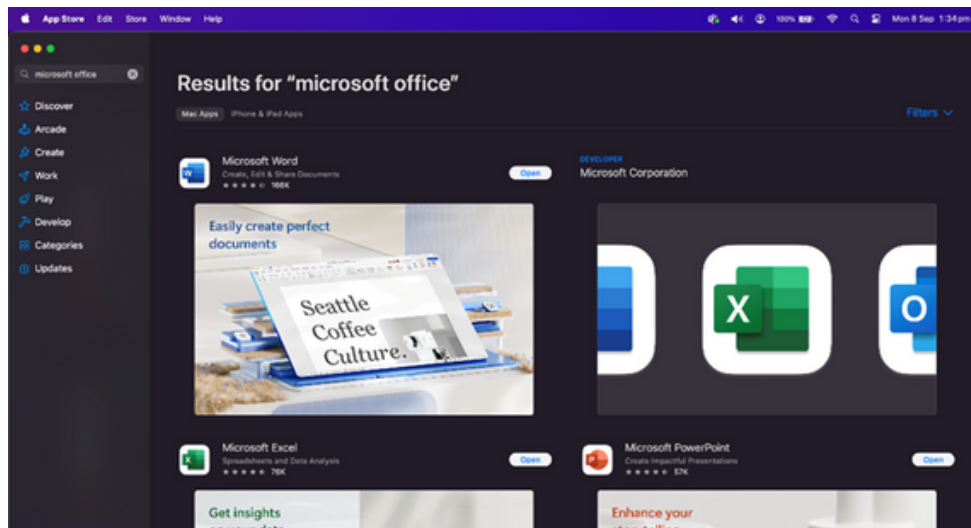 App Store Edit Store Window Help
100% Mon 8 Sep 1:34pm
microsoft office
Discover
Arcade
Create
Work
Play
Develop
Categories
Updates
Results for “microsoft office”
Mac Apps iPhone & iPad Apps
Filters
Microsoft Word
Create, Edit & Share Documents
166K
Open
W
Easily create perfect
documents
Seattle
Coffee
Culture.
DEVELOPER
Microsoft Corporation
X
O
Microsoft Excel
Spreadsheets and Data Analysis
76K
Open
X
Get insights
Microsoft PowerPoint
Create Impactful Presentations
57K
Open
P
Enhance your